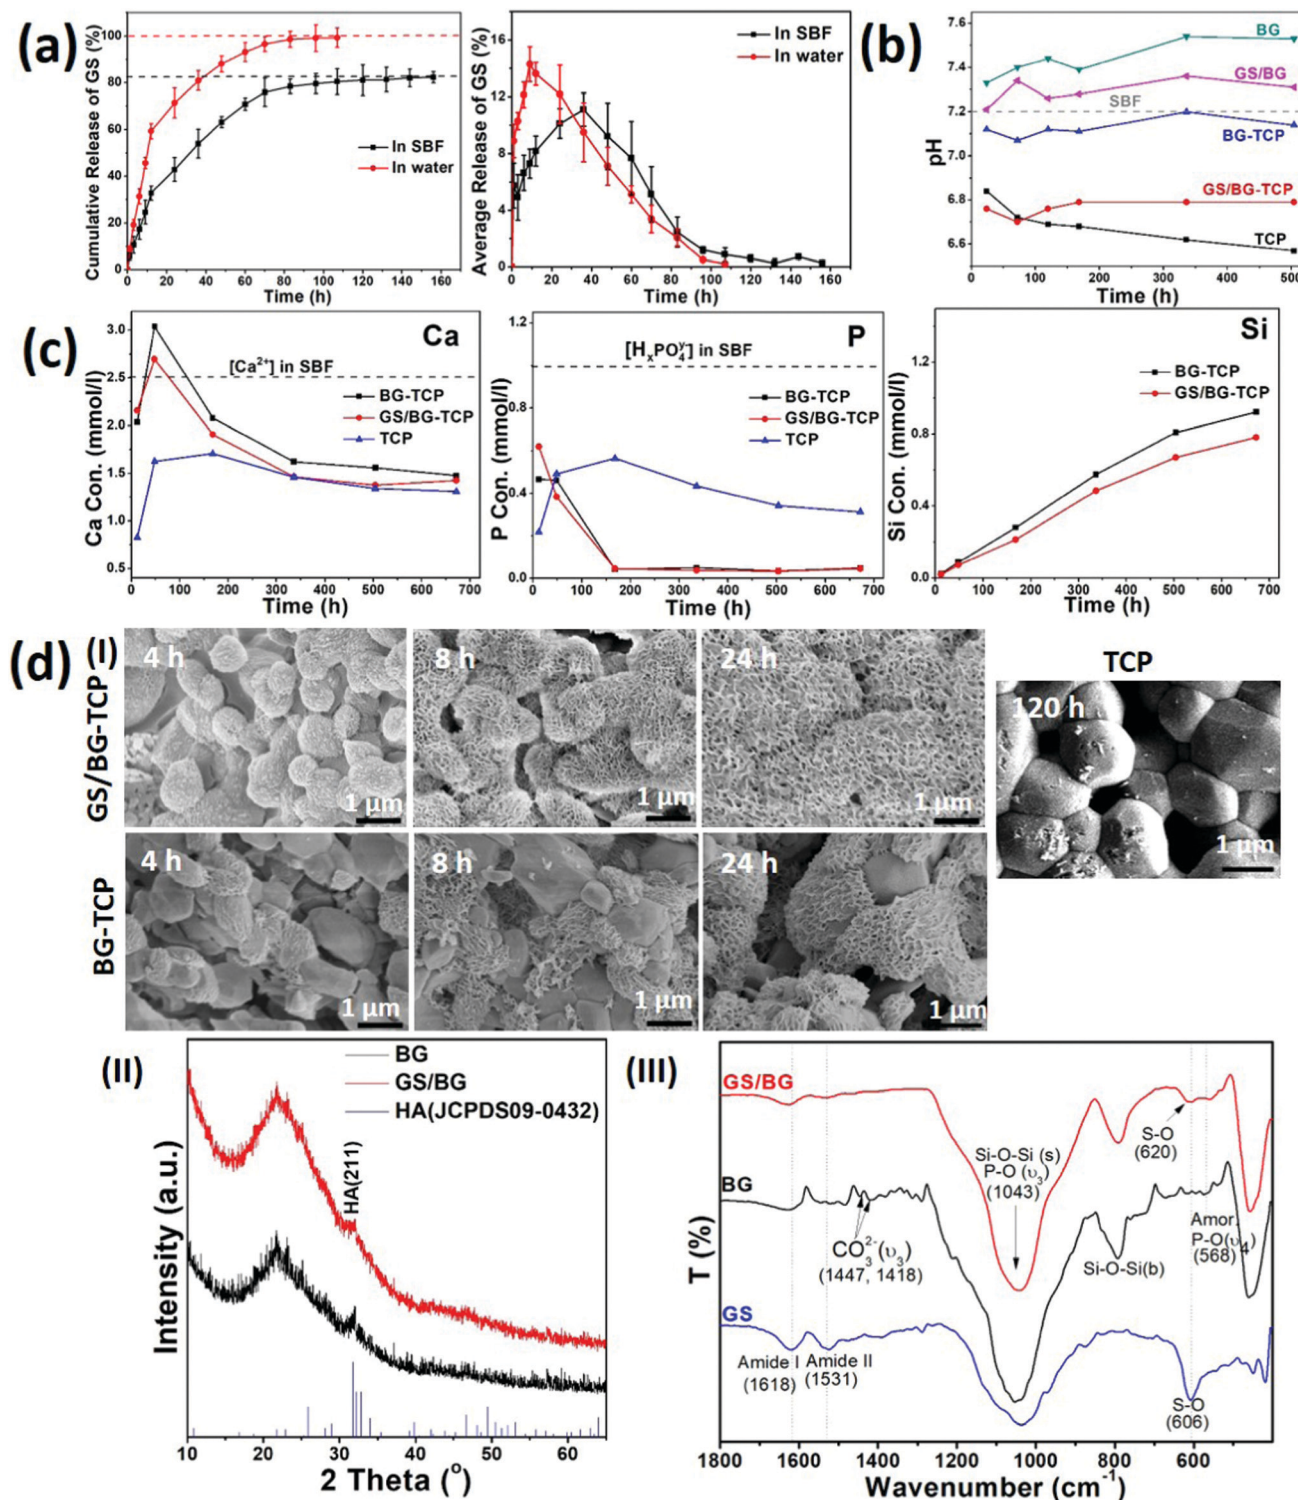 (a)
Cumulative Release of GS (%)
100
80
60
40
20
0
In SBF
In water
0 20 40 60 80 100 120 140 160
Time (h)
Average Release of GS (%)
16
12
8
4
0
In SBF
In water
0 20 40 60 80 100 120 140 160
Time (h)
(b)
pH
7.6
7.4
7.2
7.0
6.8
6.6
BG
GS/BG
SBF
BG-TCP
GS/BG-TCP
TCP
0 100 200 300 400 500
Time (h)
(c)
Ca Con. (mmol/l)
3.0
2.5
2.0
1.5
1.0
0.5
Ca
[Ca²⁺] in SBF
BG-TCP
GS/BG-TCP
TCP
0 100 200 300 400 500 600 700
Time (h)
P Con. (mmol/l)
1.2
0.8
0.4
0.0
P
[HₓPO₄ʸ⁻] in SBF
BG-TCP
GS/BG-TCP
TCP
0 100 200 300 400 500 600 700
Time (h)
Si Con. (mmol/l)
1.2
0.8
0.4
0.0
Si
BG-TCP
GS/BG-TCP
0 100 200 300 400 500 600 700
Time (h)
(d)
(I)
GS/BG-TCP
4 h
1 μm
8 h
1 μm
24 h
1 μm
TCP
120 h
1 μm
BG-TCP
4 h
1 μm
8 h
1 μm
24 h
1 μm
(II)
Intensity (a.u.)
BG
GS/BG
HA(JCPDS09-0432)
HA(211)
10 20 30 40 50 60
2 Theta (°)
(III)
T (%)
GS/BG
Si-O-Si (s)
P-O (υ₃)
(1043)
S-O
(620)
BG
CO₃²⁻(υ₃)
(1447, 1418)
Si-O-Si(b)
Amor.
P-O(υ₄)
(568)
GS
Amide I
(1618)
Amide II
(1531)
S-O
(606)
1800 1600 1400 1200 1000 800 600
Wavenumber (cm⁻¹)